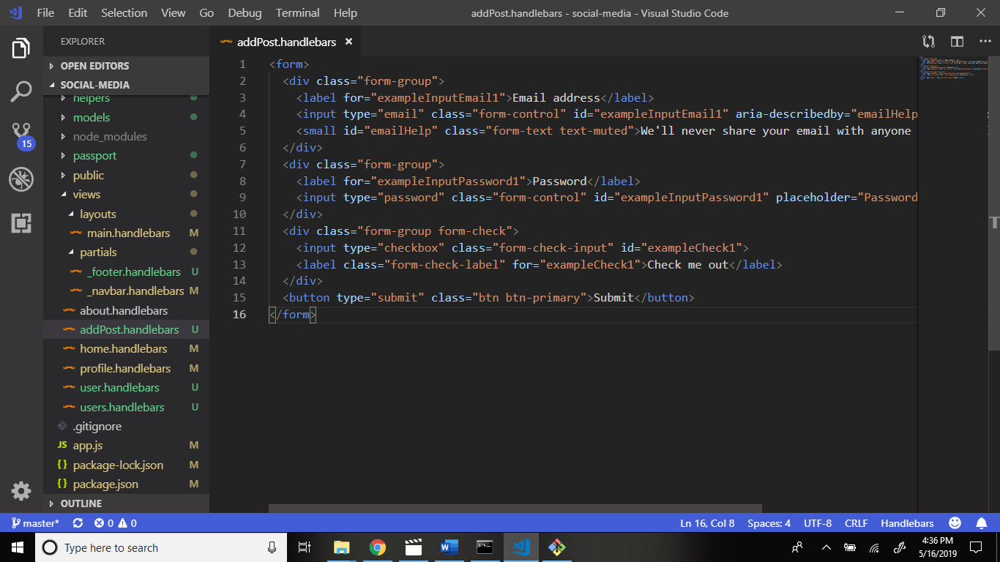 File Edit Selection View Go Debug Terminal Help
addPost.handlebars - social-media - Visual Studio Code
EXPLORER
OPEN EDITORS
SOCIAL-MEDIA
helpers
models
node_modules
passport
public
views
layouts
main.handlebars M
partials
_footer.handlebars U
_navbar.handlebars M
about.handlebars
addPost.handlebars U
home.handlebars M
profile.handlebars M
user.handlebars U
users.handlebars U
.gitignore
JS app.js M
{} package-lock.json M
{} package.json M
OUTLINE
15
addPost.handlebars ×
1 <form>
2 <div class="form-group">
3 <label for="exampleInputEmail1">Email address</label>
4 <input type="email" class="form-control" id="exampleInputEmail1" aria-describedby="emailHelp
5 <small id="emailHelp" class="form-text text-muted">We'll never share your email with anyone
6 </div>
7 <div class="form-group">
8 <label for="exampleInputPassword1">Password</label>
9 <input type="password" class="form-control" id="exampleInputPassword1" placeholder="Password
10 </div>
11 <div class="form-group form-check">
12 <input type="checkbox" class="form-check-input" id="exampleCheck1">
13 <label class="form-check-label" for="exampleCheck1">Check me out</label>
14 </div>
15 <button type="submit" class="btn btn-primary">Submit</button>
16 </form>
master* 0 0
Ln 16, Col 8 Spaces: 4 UTF-8 CRLF Handlebars
Type here to search
4:36 PM
5/16/2019